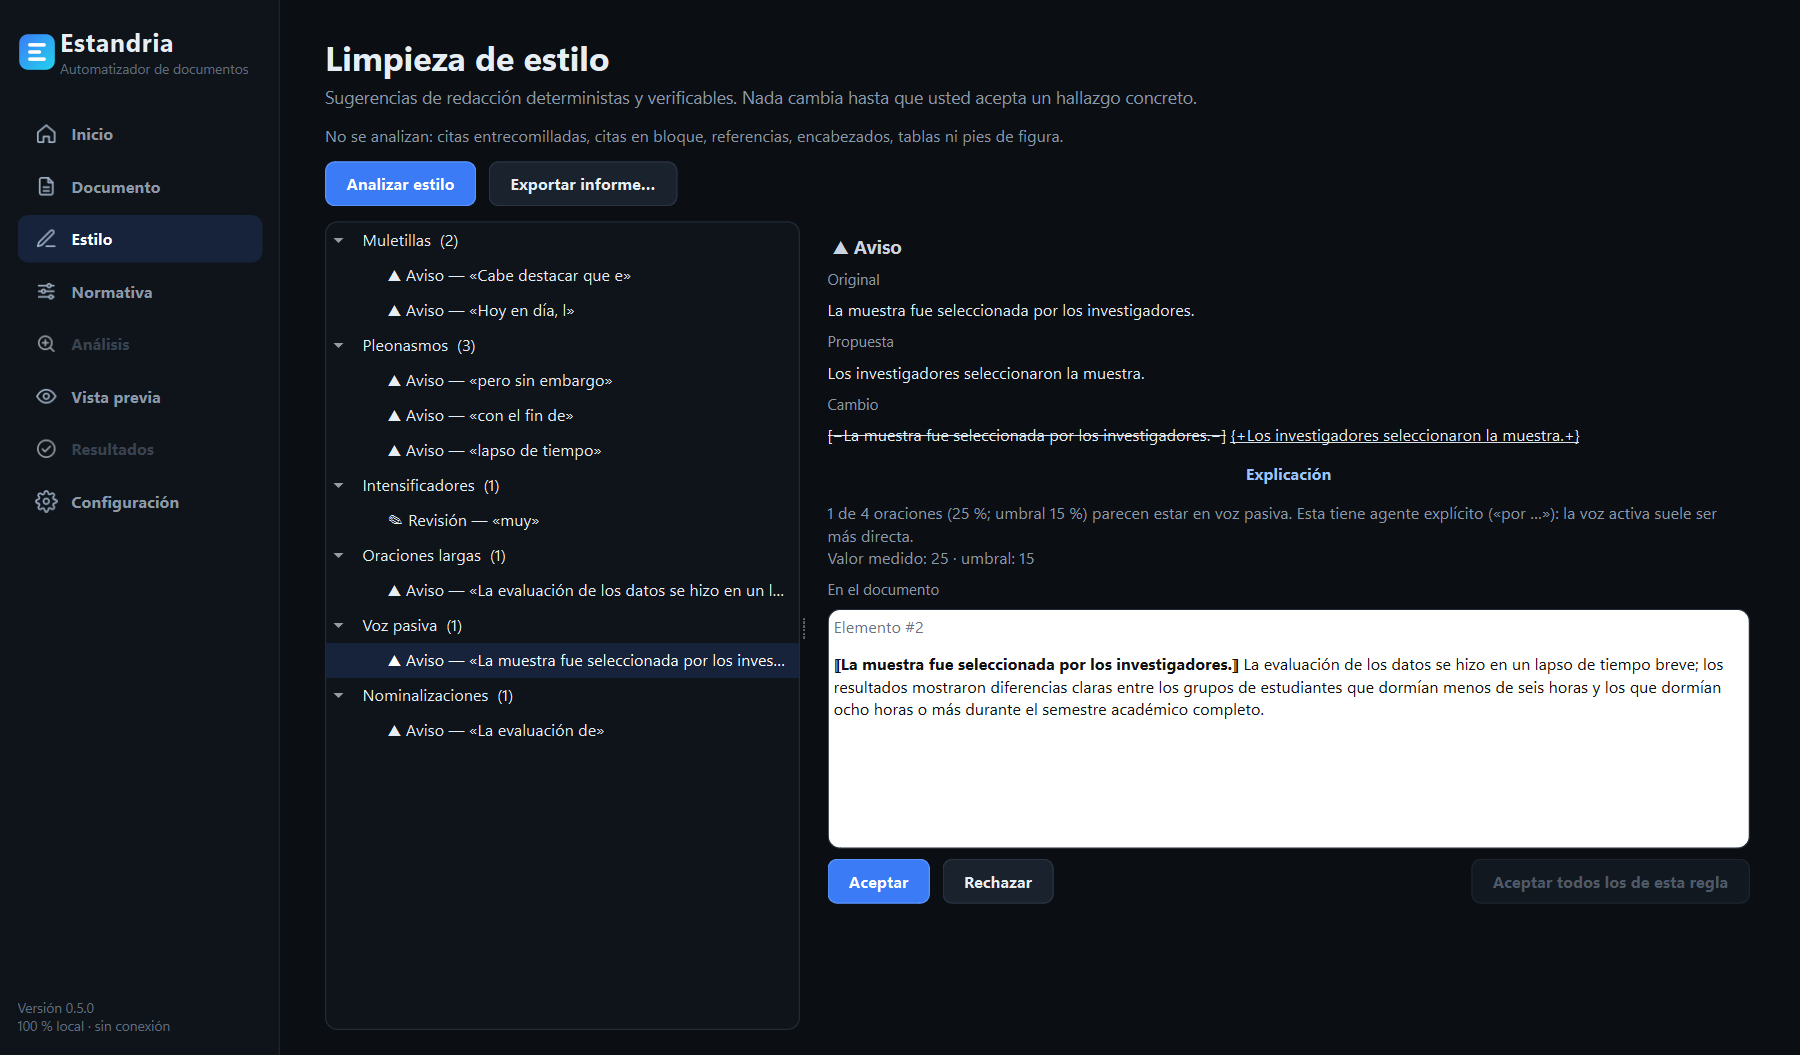 Estandria
Automatizador de documentos
Inicio
Documento
Estilo
Normativa
Análisis
Vista previa
Resultados
Configuración
Versión 0.5.0
100 % local · sin conexión
Limpieza de estilo
Sugerencias de redacción deterministas y verificables. Nada cambia hasta que usted acepta un hallazgo concreto.
No se analizan: citas entrecomilladas, citas en bloque, referencias, encabezados, tablas ni pies de figura.
Analizar estilo
Exportar informe...
Muletillas (2)
▲ Aviso — «Cabe destacar que e»
▲ Aviso — «Hoy en día, l»
Pleonasmos (3)
▲ Aviso — «pero sin embargo»
▲ Aviso — «con el fin de»
▲ Aviso — «lapso de tiempo»
Intensificadores (1)
✎ Revisión — «muy»
Oraciones largas (1)
▲ Aviso — «La evaluación de los datos se hizo en un l...
Voz pasiva (1)
▲ Aviso — «La muestra fue seleccionada por los inves...
Nominalizaciones (1)
▲ Aviso — «La evaluación de»
▲ Aviso
Original
La muestra fue seleccionada por los investigadores.
Propuesta
Los investigadores seleccionaron la muestra.
Cambio
[−La muestra fue seleccionada por los investigadores.−] {+Los investigadores seleccionaron la muestra.+}
Explicación
1 de 4 oraciones (25 %; umbral 15 %) parecen estar en voz pasiva. Esta tiene agente explícito («por ...»): la voz activa suele ser
más directa.
Valor medido: 25 · umbral: 15
En el documento
Elemento #2
⟦La muestra fue seleccionada por los investigadores.⟧ La evaluación de los datos se hizo en un lapso de tiempo breve; los
resultados mostraron diferencias claras entre los grupos de estudiantes que dormían menos de seis horas y los que dormían
ocho horas o más durante el semestre académico completo.
Aceptar
Rechazar
Aceptar todos los de esta regla